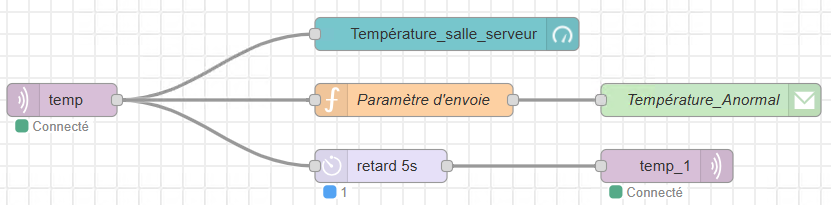 Température_salle_serveur
temp
Paramètre d'envoie
Température_Anormal
Connecté
retard 5s
temp_1
1
Connecté